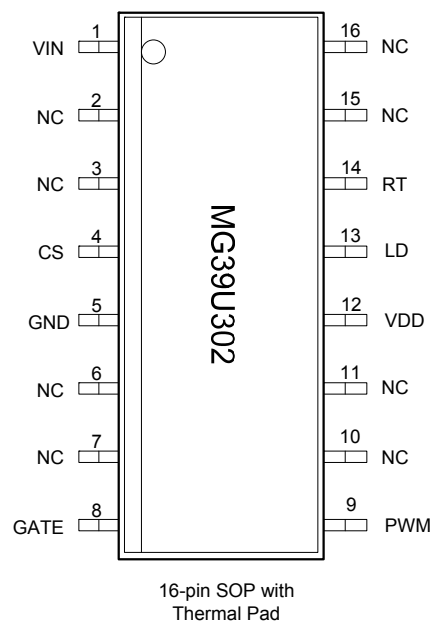 1 16
VIN NC
2 15
NC NC
3 14
NC RT
4 13
CS LD
5 12
GND VDD
6 11
NC NC
7 10
NC NC
8 9
GATE PWM
MG39U302
16-pin SOP with
Thermal Pad